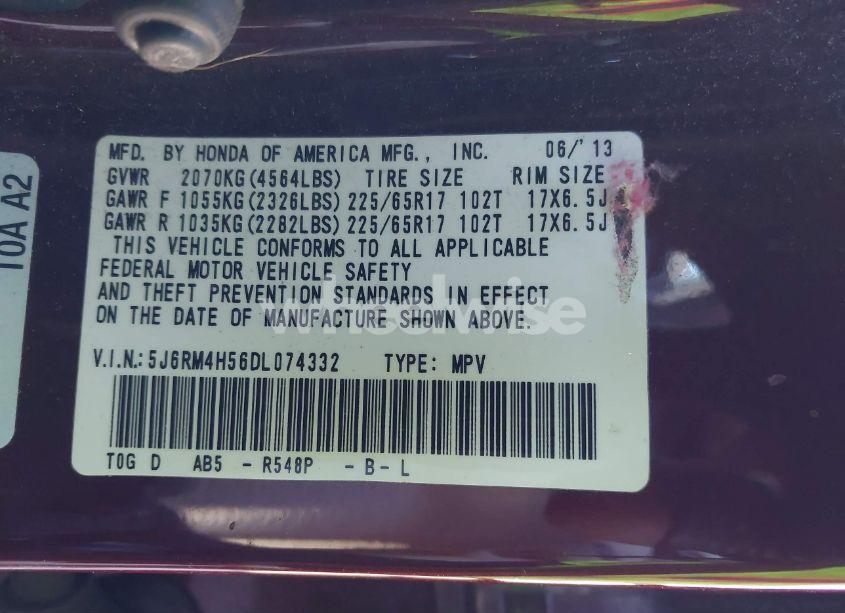 MFD. BY HONDA OF AMERICA MFG., INC. 06/'13
GVWR 2070KG(4564LBS) TIRE SIZE RIM SIZE
GAWR F 1055KG(2326LBS) 225/65R17 102T 17X6.5J
GAWR R 1035KG(2282LBS) 225/65R17 102T 17X6.5J
THIS VEHICLE CONFORMS TO ALL APPLICABLE
FEDERAL MOTOR VEHICLE SAFETY
AND THEFT PREVENTION STANDARDS IN EFFECT
ON THE DATE OF MANUFACTURE SHOWN ABOVE.
V.I.N.: 5J6RM4H56DL074332 TYPE: MPV
T0G D AB5 - R548P - B - L
T0A A2
wheelwise